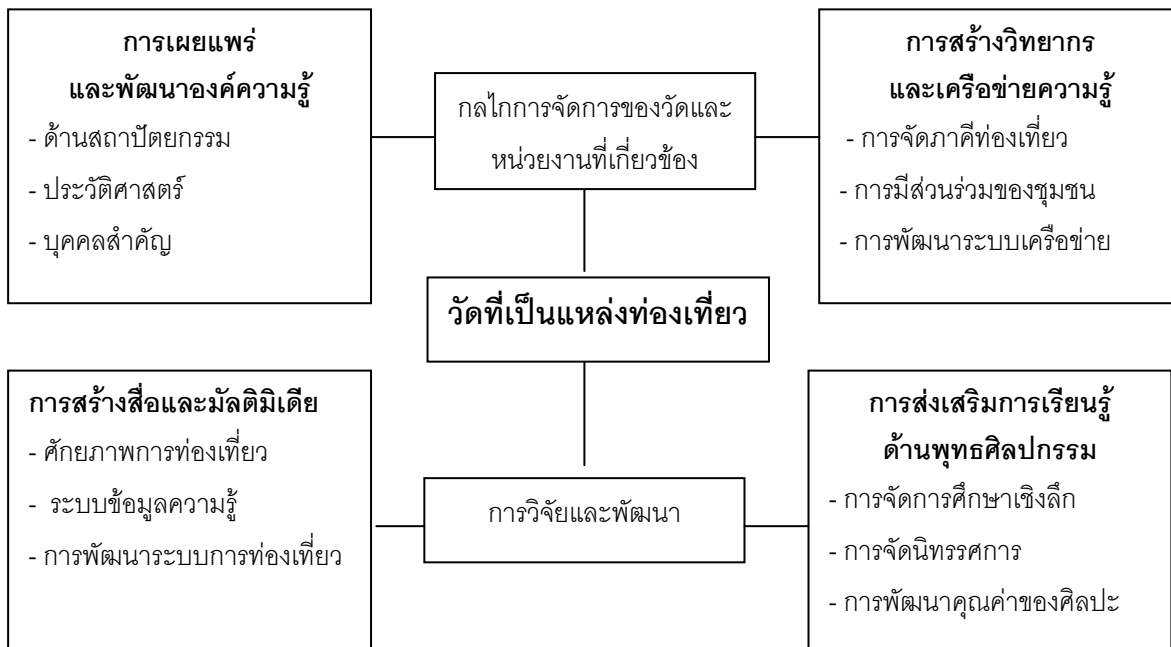 การเผยแพร่
และพัฒนาองค์ความรู้
- ด้านสถาปัตยกรรม
- ประวัติศาสตร์
- บุคคลสำคัญ
กลไกการจัดการของวัดและ
หน่วยงานที่เกี่ยวข้อง
การสร้างวิทยากร
และเครือข่ายความรู้
- การจัดภาคีท่องเที่ยว
- การมีส่วนร่วมของชุมชน
- การพัฒนาระบบเครือข่าย
วัดที่เป็นแหล่งท่องเที่ยว
การสร้างสื่อและมัลติมิเดีย
- ศักยภาพการท่องเที่ยว
- ระบบข้อมูลความรู้
- การพัฒนาระบบการท่องเที่ยว
การวิจัยและพัฒนา
การส่งเสริมการเรียนรู้
ด้านพุทธศิลปกรรม
- การจัดการศึกษาเชิงลึก
- การจัดนิทรรศการ
- การพัฒนาคุณค่าของศิลปะ